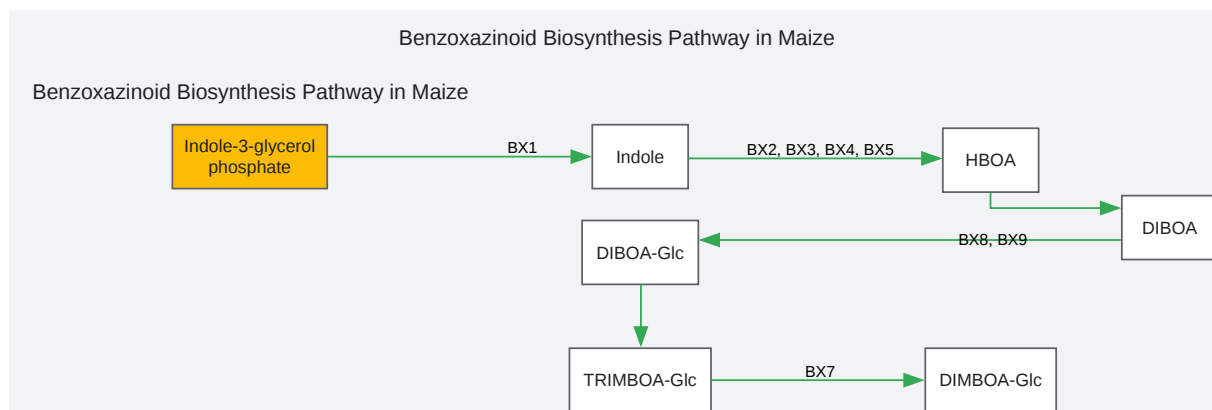 Benzoxazinoid Biosynthesis Pathway in Maize
Benzoxazinoid Biosynthesis Pathway in Maize
Indole-3-glycerol
phosphate
BX1
Indole
BX2, BX3, BX4, BX5
HBOA
DIBOA
BX8, BX9
DIBOA-Glc
TRIMBOA-Glc
BX7
DIMBOA-Glc